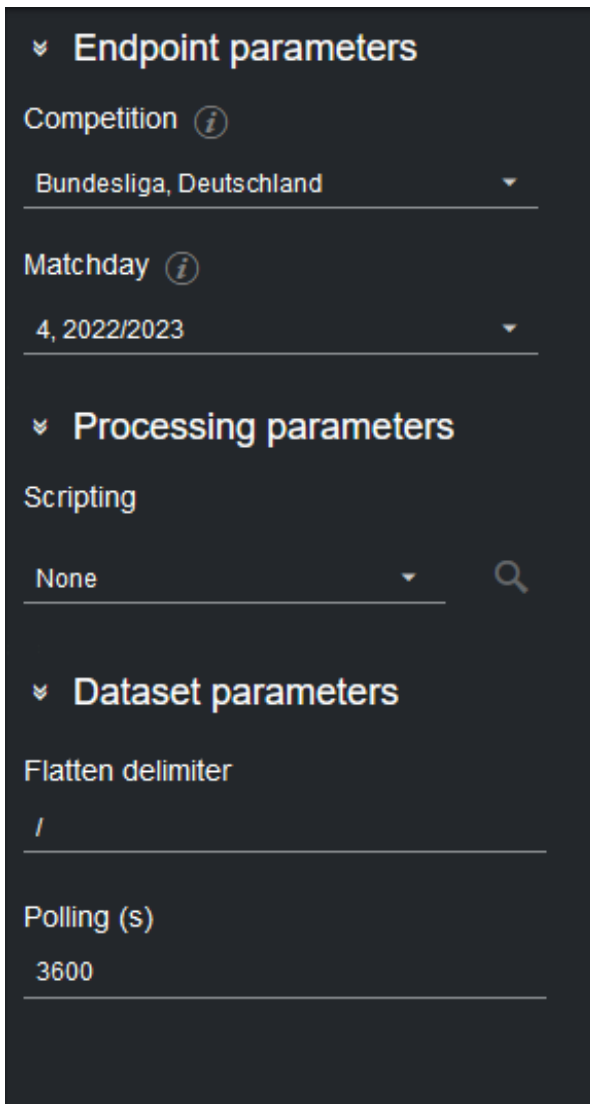 Endpoint parameters
Competition
Bundesliga, Deutschland
Matchday
4, 2022/2023
Processing parameters
Scripting
None
Dataset parameters
Flatten delimiter
/
Polling (s)
3600